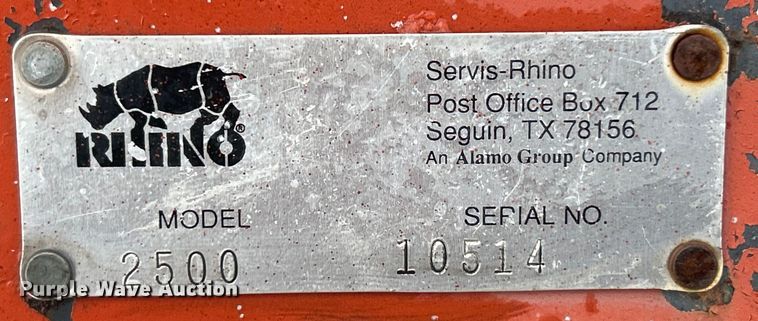 RHINO®
Servis-Rhino
Post Office Box 712
Seguin, TX 78156
An Alamo Group Company
MODEL
2500
SERIAL NO.
10514
Purple Wave Auction